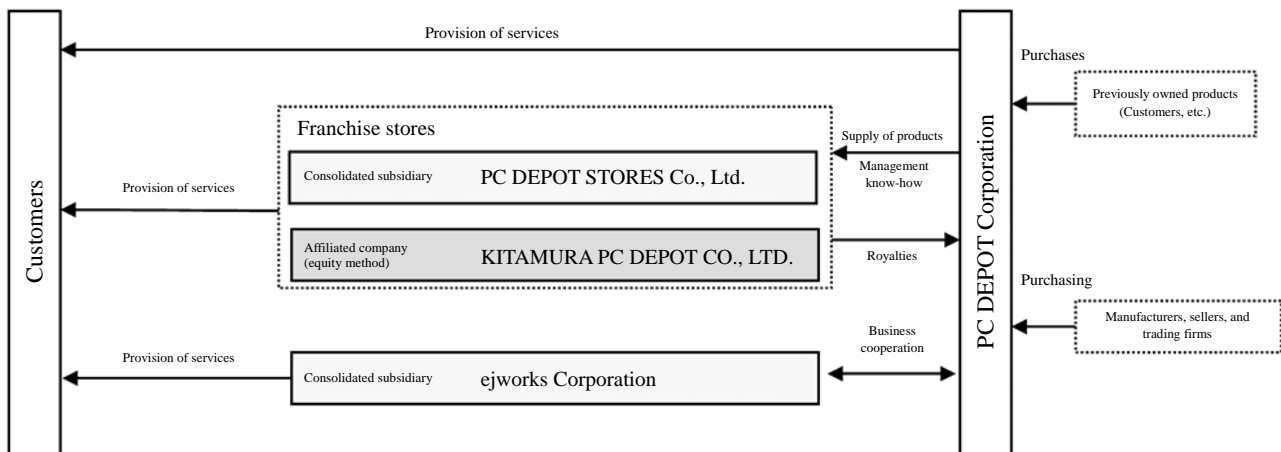 Provision of services
Purchases
Previously owned products
(Customers, etc.)
Franchise stores
Supply of products
Management
know-how
Consolidated subsidiary PC DEPOT STORES Co., Ltd.
Provision of services
Affiliated company
(equity method) KITAMURA PC DEPOT CO., LTD.
Royalties
Customers
PC DEPOT Corporation
Purchasing
Manufacturers, sellers, and
trading firms
Business
cooperation
Provision of services
Consolidated subsidiary ejworks Corporation